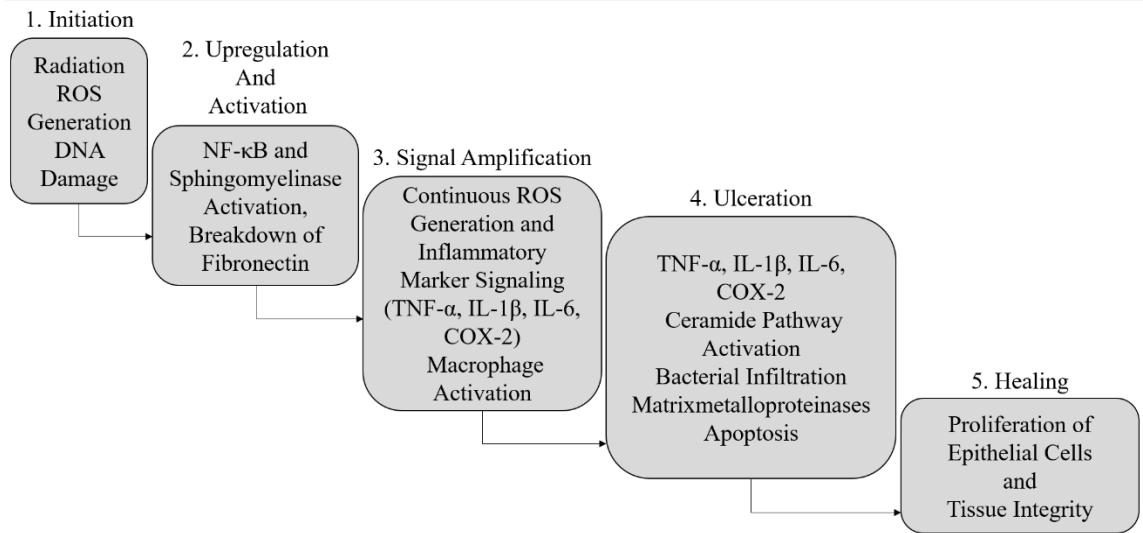 1. Initiation
Radiation
ROS
Generation
DNA
Damage
2. Upregulation
And
Activation
NF-κB and
Sphingomyelinase
Activation,
Breakdown of
Fibronectin
3. Signal Amplification
Continuous ROS
Generation and
Inflammatory
Marker Signaling
(TNF-α, IL-1β, IL-6,
COX-2)
Macrophage
Activation
4. Ulceration
TNF-α, IL-1β, IL-6,
COX-2
Ceramide Pathway
Activation
Bacterial Infiltration
Matrixmetalloproteinases
Apoptosis
5. Healing
Proliferation of
Epithelial Cells
and
Tissue Integrity